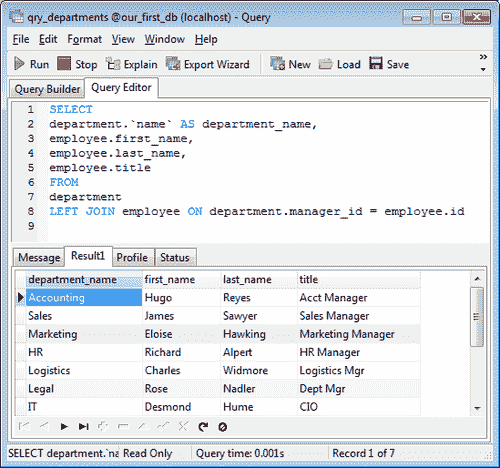 qry_departments @our_first_db (localhost) - Query
File Edit Format View Window Help
Run Stop Explain Export Wizard New Load Save
Query Builder Query Editor
1 SELECT
2 department.`name` AS department_name,
3 employee.first_name,
4 employee.last_name,
5 employee.title
6 FROM
7 department
8 LEFT JOIN employee ON department.manager_id = employee.id
9
Message Result1 Profile Status
department_name first_name last_name title
Accounting Hugo Reyes Acct Manager
Sales James Sawyer Sales Manager
Marketing Eloise Hawking Marketing Manager
HR Richard Alpert HR Manager
Logistics Charles Widmore Logistics Mgr
Legal Rose Nadler Dept Mgr
IT Desmond Hume CIO
SELECT department.`na Read Only Query time: 0.001s Record 1 of 7